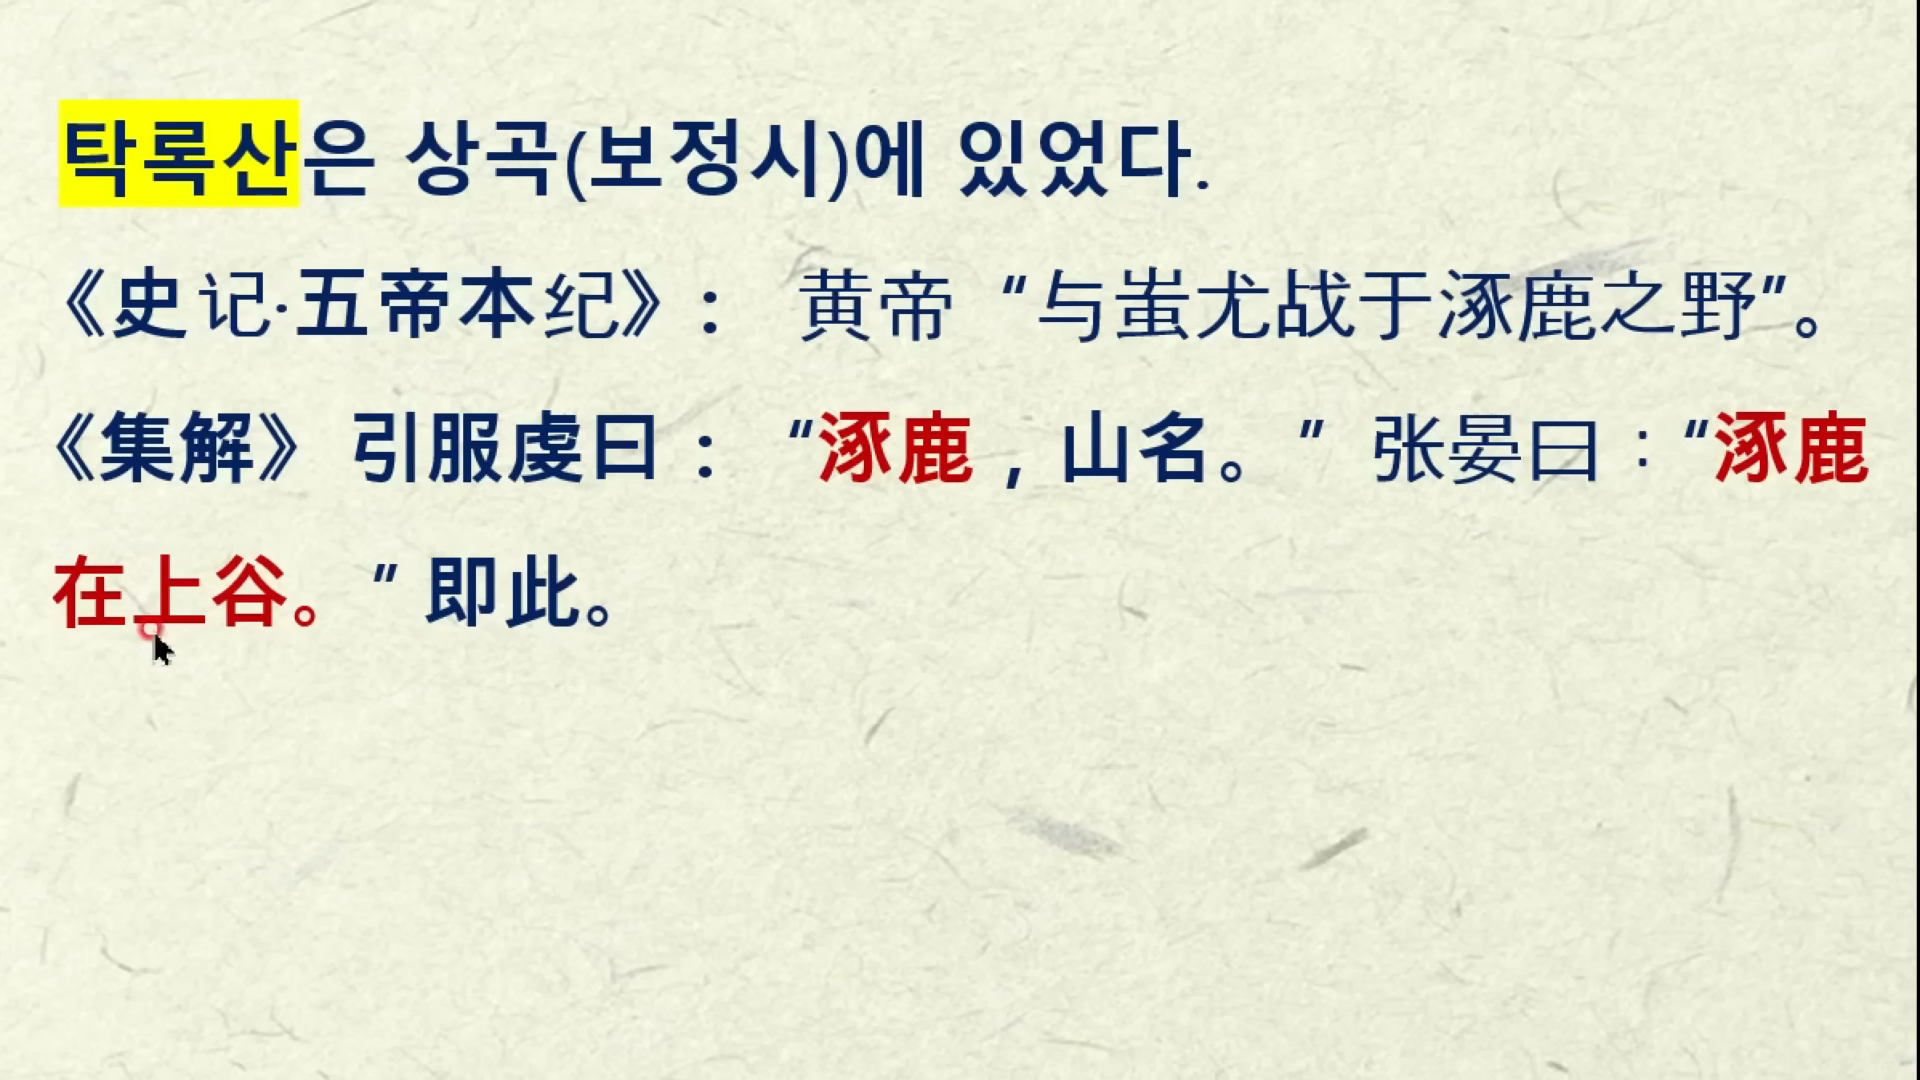 탁록산은 상곡(보정시)에 있었다.
《史记·五帝本纪》： 黄帝“与蚩尤战于涿鹿之野”。
《集解》 引服虔曰： “涿鹿，山名。” 张晏曰：“涿鹿
在上谷。” 即此。